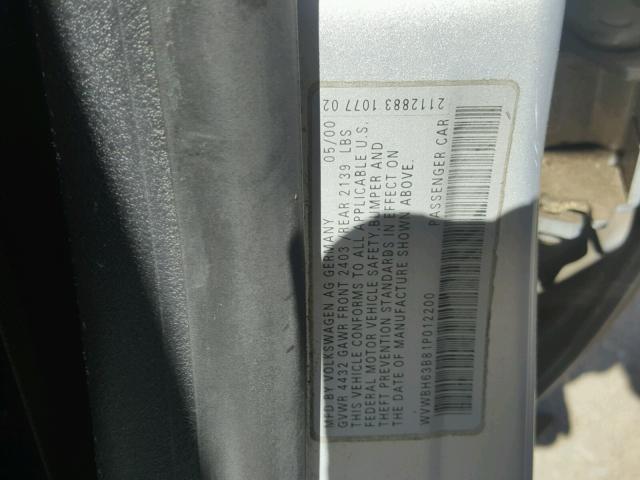 MFD BY VOLKSWAGEN AG GERMANY 05/00
GVWR 4432 GAWR FRONT 2403 REAR 2139 LBS
THIS VEHICLE CONFORMS TO ALL APPLICABLE U.S.
FEDERAL MOTOR VEHICLE SAFETY, BUMPER AND
THEFT PREVENTION STANDARDS IN EFFECT ON
THE DATE OF MANUFACTURE SHOWN ABOVE.
WVWBH63B81P012200 PASSENGER CAR
2112883 1077 02